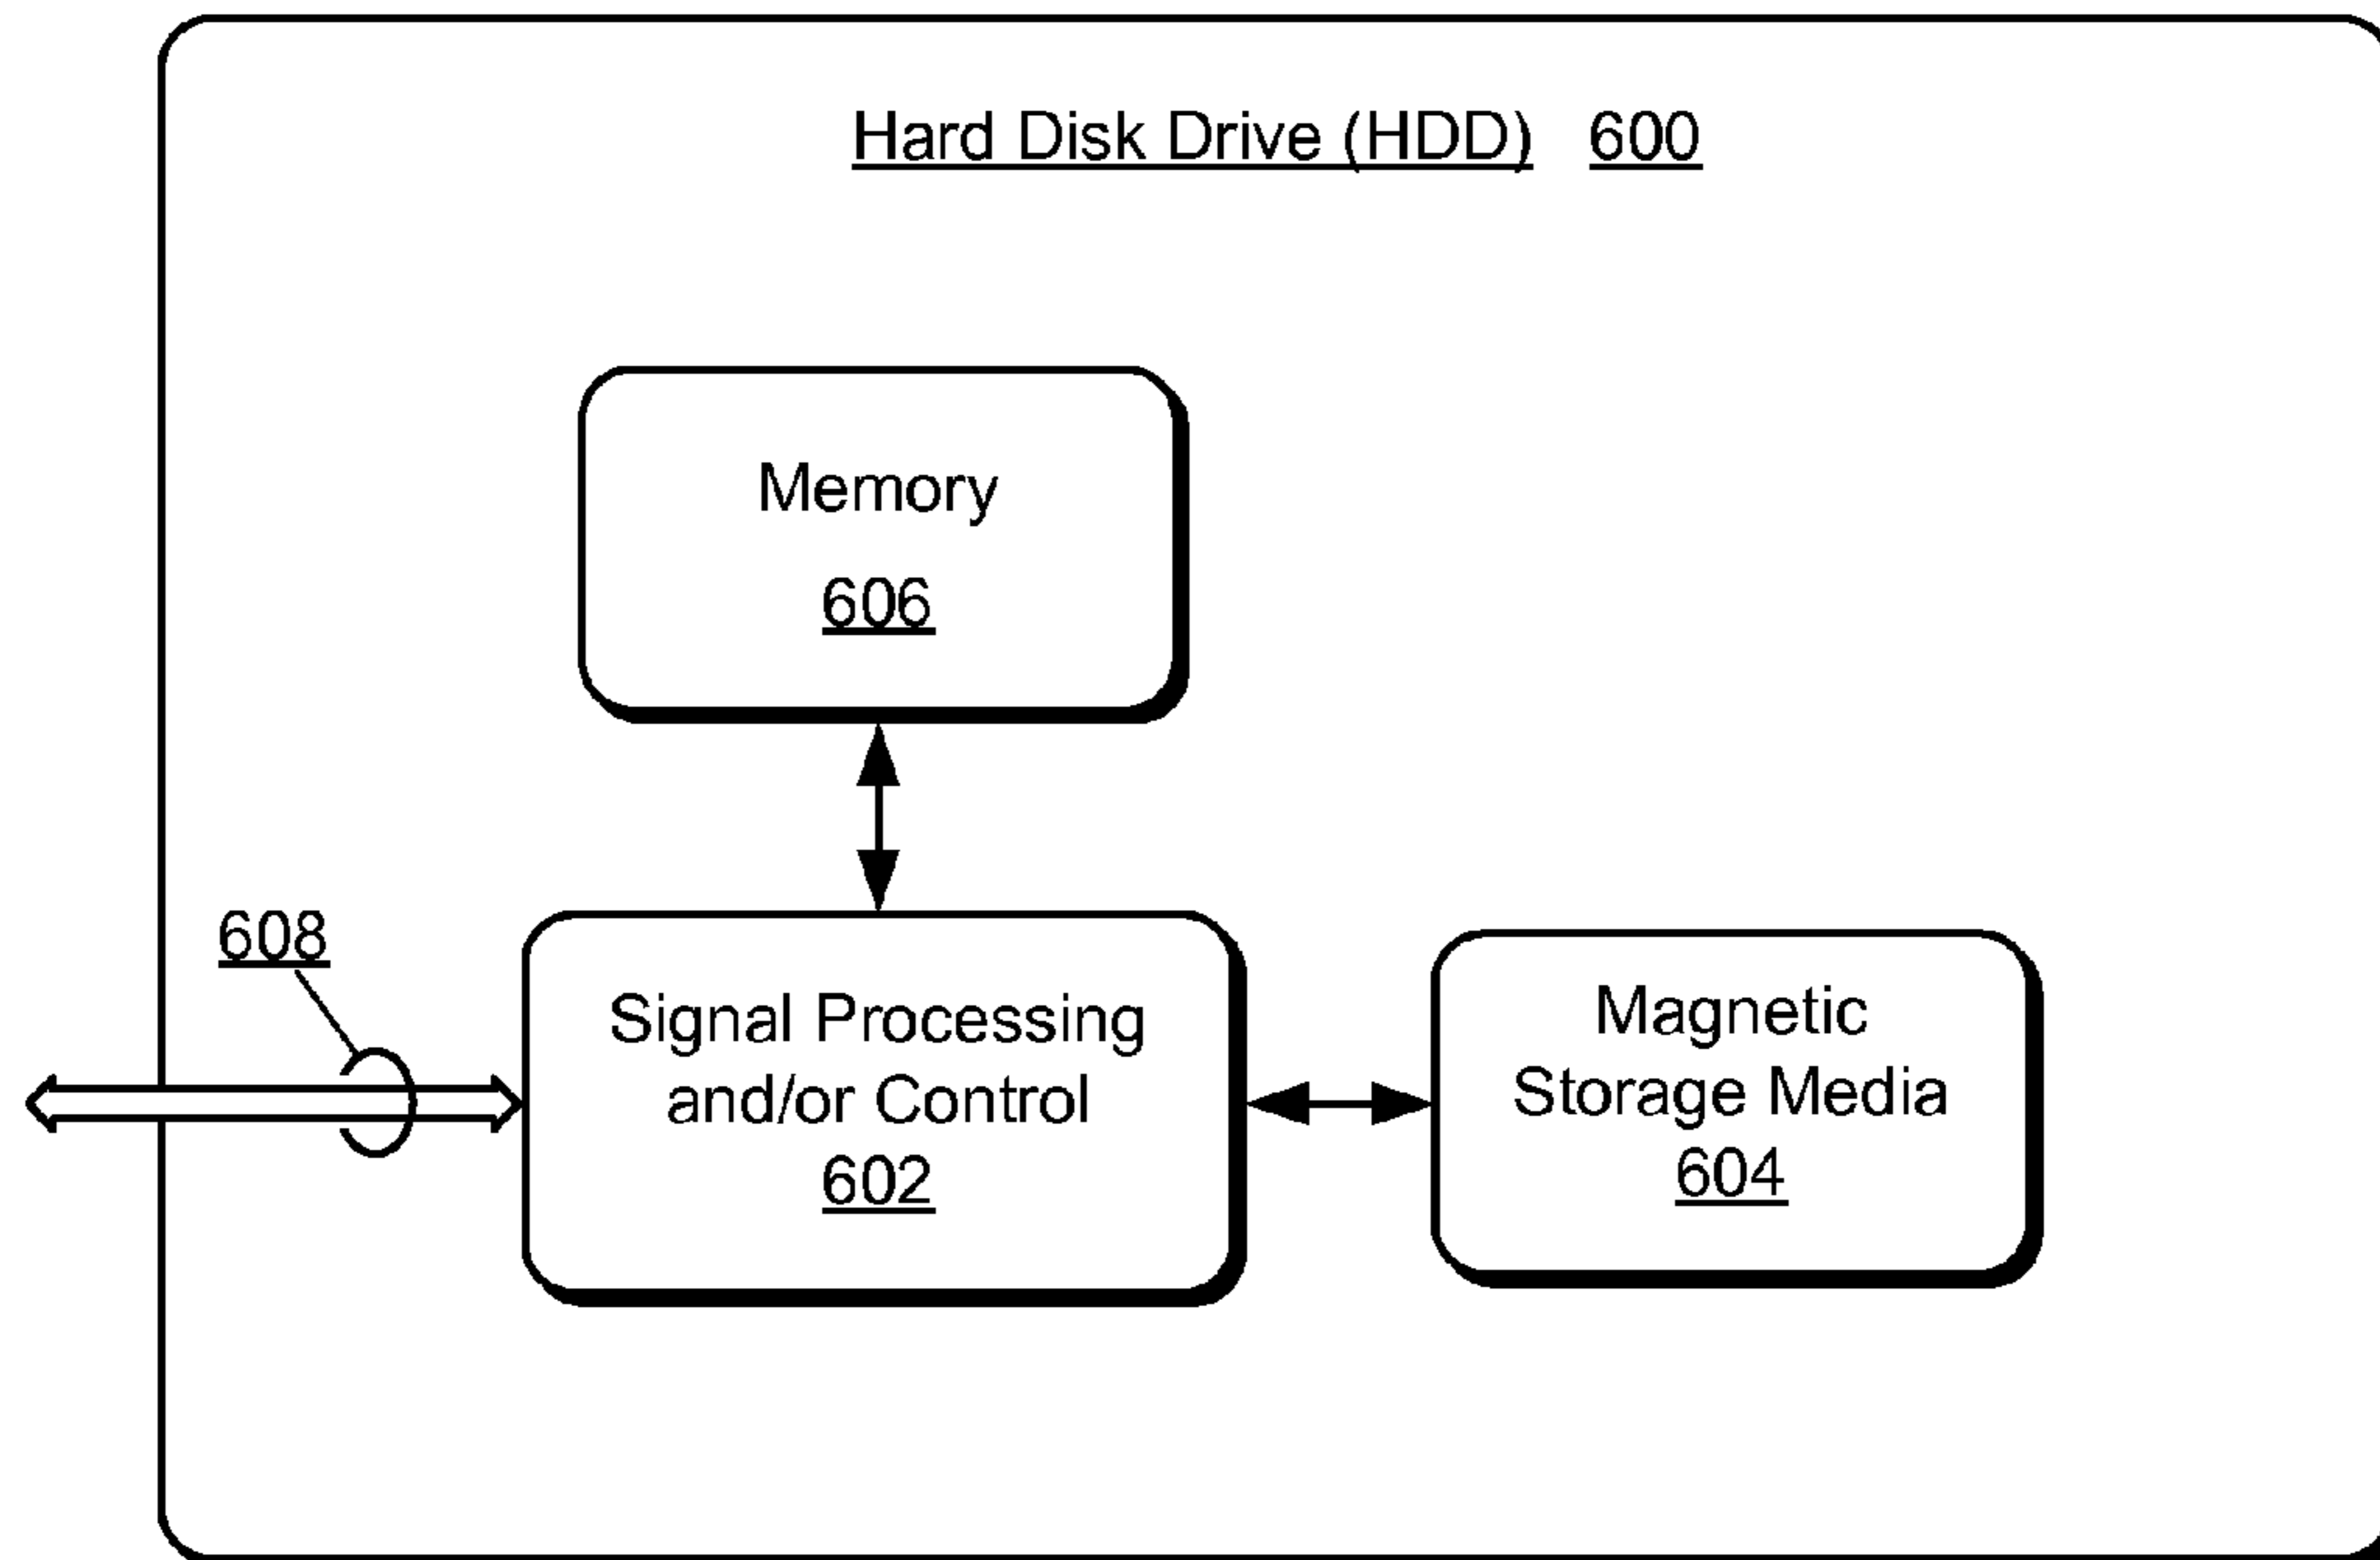 Hard Disk Drive (HDD) 600
Memory
606
608
Signal Processing
and/or Control
602
Magnetic
Storage Media
604